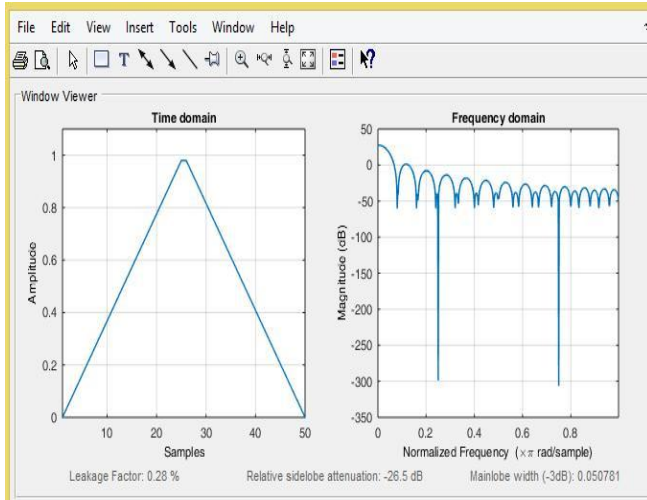 File Edit View Insert Tools Window Help
T
Window Viewer
Time domain
1
0.8
0.6
0.4
0.2
0
10 20 30 40 50
Amplitude
Samples
Frequency domain
50
0
-50
-100
-150
-200
-250
-300
-350
0 0.2 0.4 0.6 0.8
Magnitude (dB)
Normalized Frequency (×π rad/sample)
Leakage Factor: 0.28 % Relative sidelobe attenuation: -26.5 dB Mainlobe width (-3dB): 0.050781